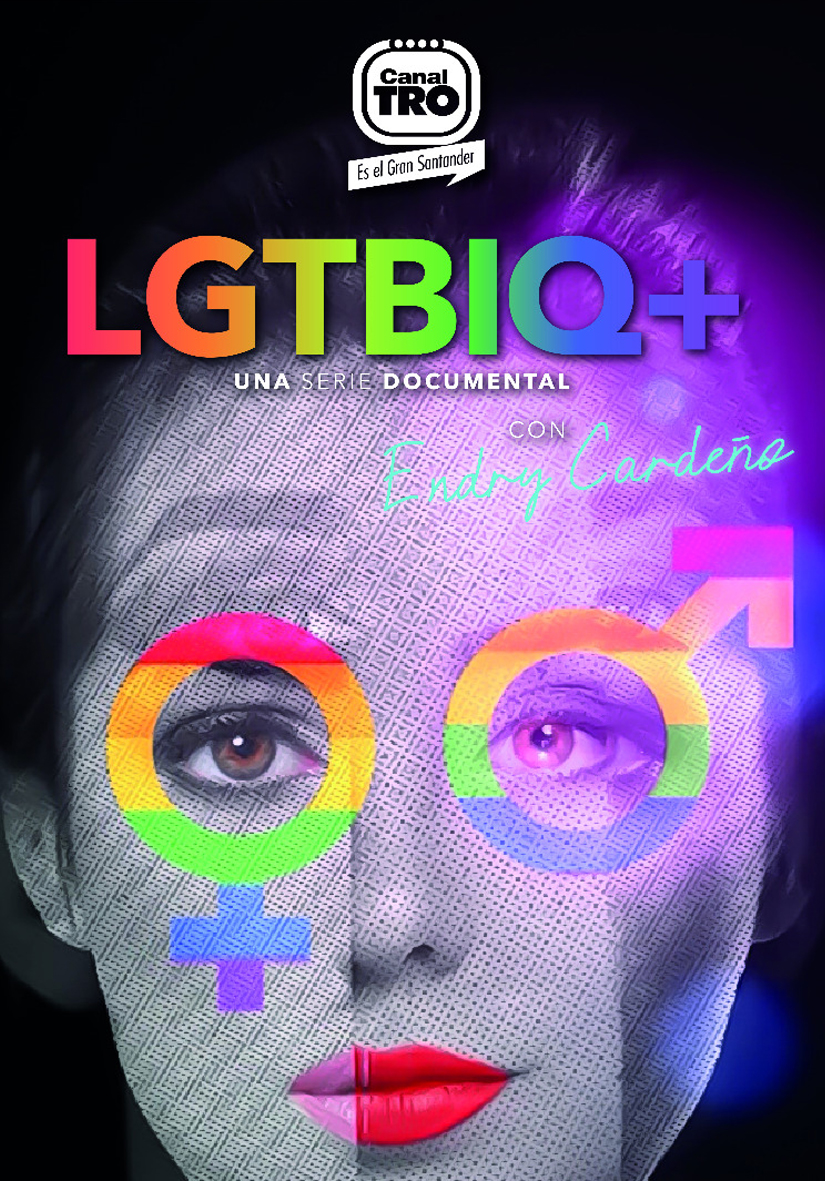 Canal
TRO
Es el Gran Santander
LGTBIQ+
UNA SERIE DOCUMENTAL
CON
Endry Cardeño